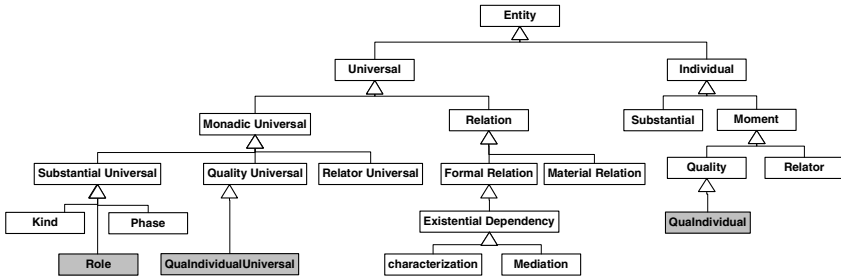 Entity
Universal
Individual
Monadic Universal
Relation
Substantial
Moment
Substantial Universal
Quality Universal
Relator Universal
Formal Relation
Material Relation
Quality
Relator
Kind
Phase
Existential Dependency
QuaIndividual
Role
QuaIndividualUniversal
characterization
Mediation